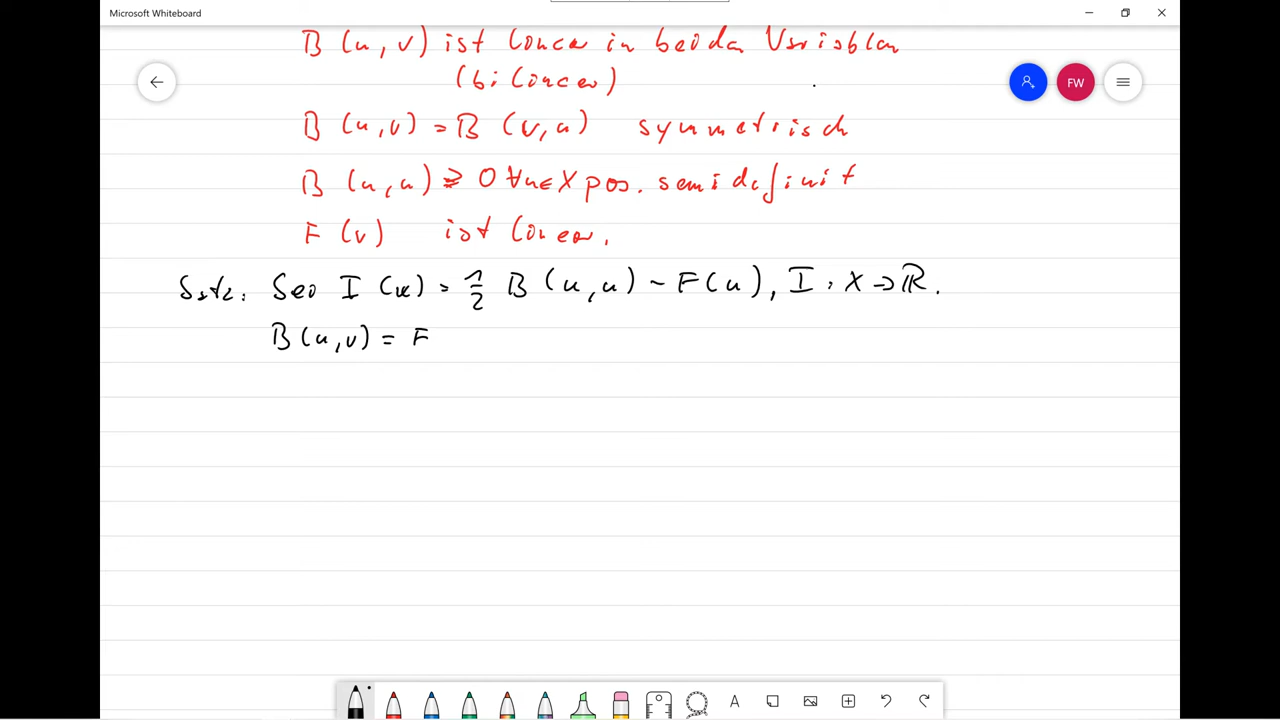 Microsoft Whiteboard
B (u, v) ist linear in beiden Variablen
(bilinear)
FW
B (u, v) = B (v, u) symmetrisch
B (u, u) ≥ 0 ∀u∈X pos. semidefinit
F (v) ist linear.
Satz: Sei I (u) = 1/2 B (u, u) - F(u), I : X → ℝ.
B(u, v) = F
A